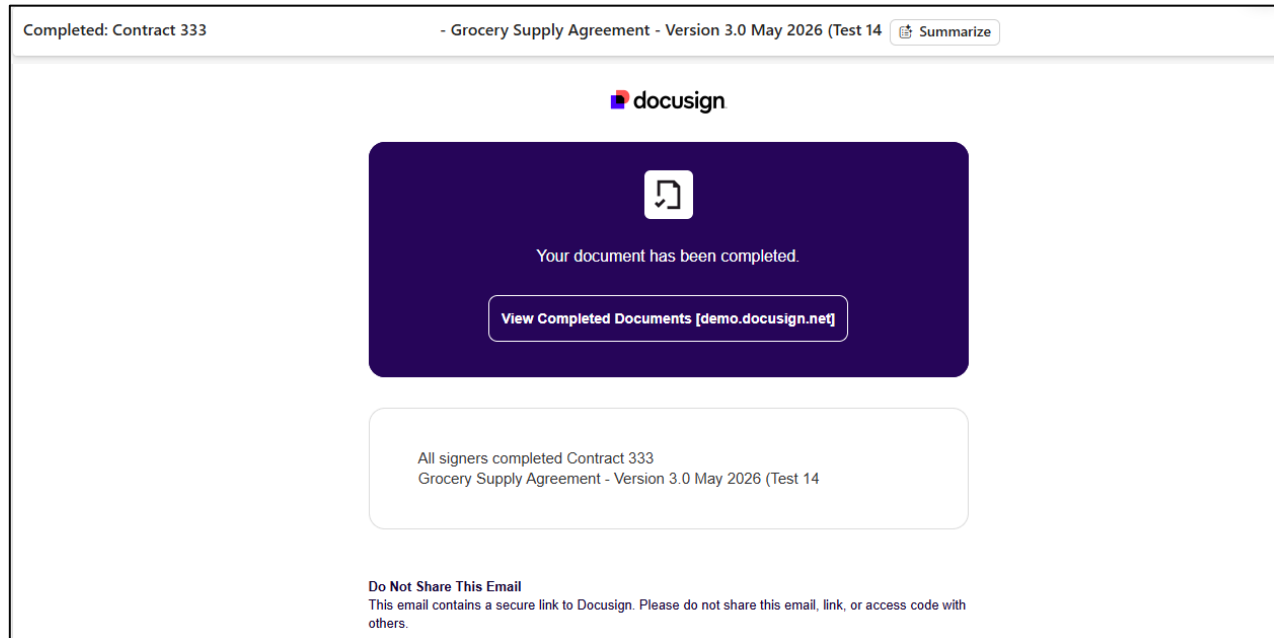 Completed: Contract 333 - Grocery Supply Agreement - Version 3.0 May 2026 (Test 14 Summarize
docusign
Your document has been completed.
View Completed Documents [demo.docusign.net]
All signers completed Contract 333
Grocery Supply Agreement - Version 3.0 May 2026 (Test 14
Do Not Share This Email
This email contains a secure link to Docusign. Please do not share this email, link, or access code with
others.